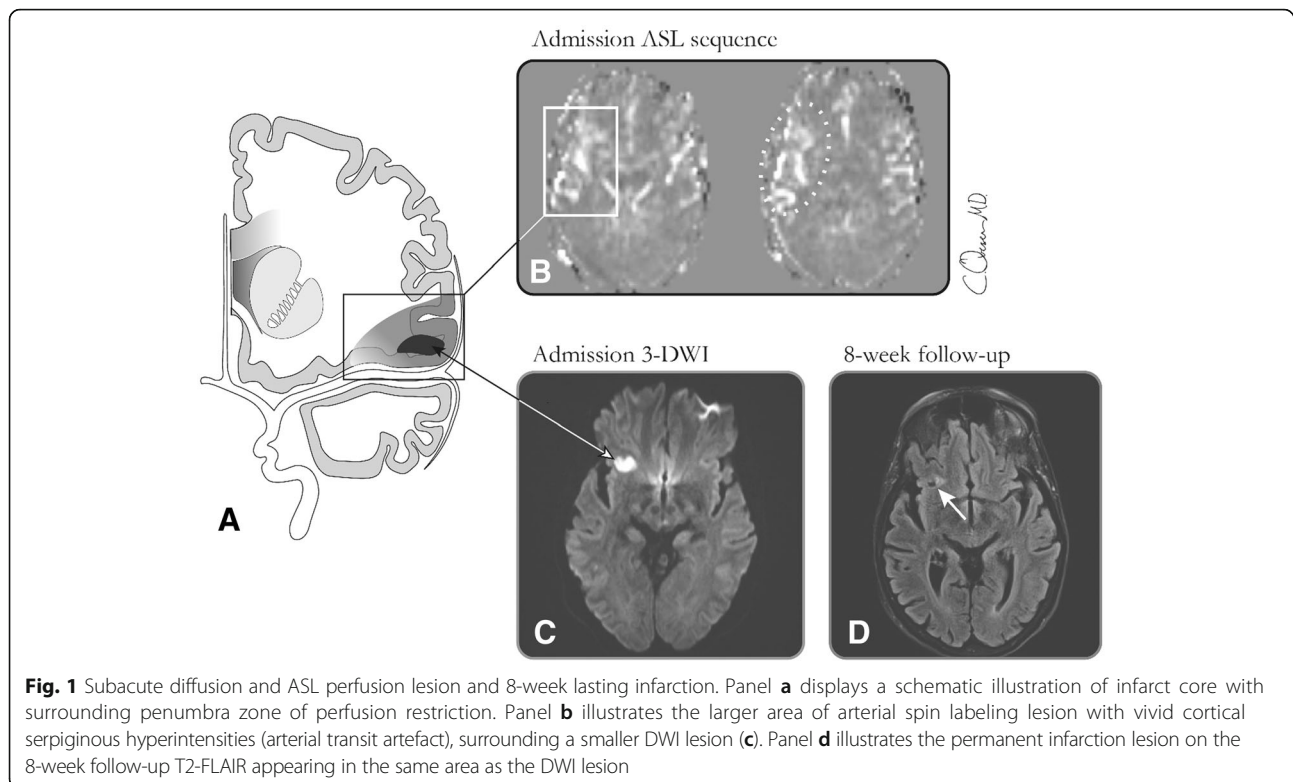 Admission ASL sequence
B
Admission 3-DWI
8-week follow-up
A
C
D
Fig. 1 Subacute diffusion and ASL perfusion lesion and 8-week lasting infarction. Panel a displays a schematic illustration of infarct core with
surrounding penumbra zone of perfusion restriction. Panel b illustrates the larger area of arterial spin labeling lesion with vivid cortical
serpiginous hyperintensities (arterial transit artefact), surrounding a smaller DWI lesion (c). Panel d illustrates the permanent infarction lesion on the
8-week follow-up T2-FLAIR appearing in the same area as the DWI lesion